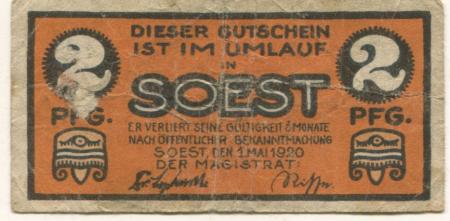 DIESER GUTSCHEIN
IST IM UMLAUF
IN
2 SOEST 2
PFG. PFG.
ER VERLIERT SEINE GÜLTIGKEIT 6 MONATE
NACH ÖFFENTLICHER BEKANNTMACHUNG
SOEST, DEN 1. MAI 1920
DER MAGISTRAT: